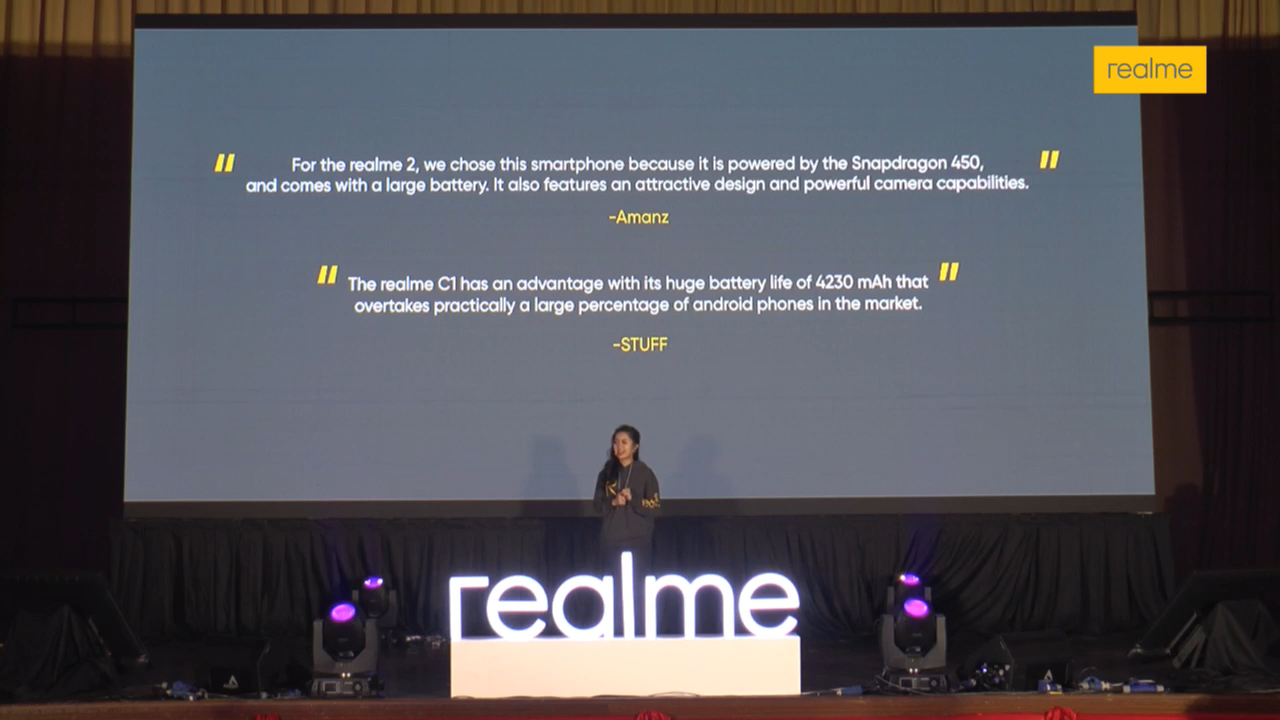 realme
" For the realme 2, we chose this smartphone because it is powered by the Snapdragon 450, "
and comes with a large battery. It also features an attractive design and powerful camera capabilities.
-Amanz
" The realme C1 has an advantage with its huge battery life of 4230 mAh that "
overtakes practically a large percentage of android phones in the market.
-STUFF
realme